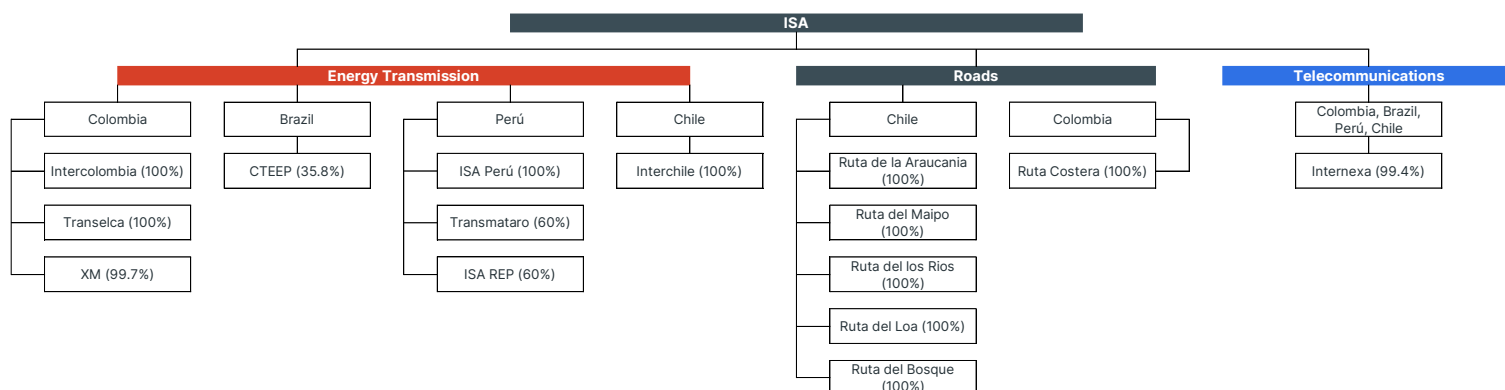 ISA
Energy Transmission
Roads
Telecommunications
Colombia
Brazil
Perú
Chile
Chile
Colombia
Colombia, Brazil,
Perú, Chile
Intercolombia (100%)
CTEEP (35.8%)
ISA Perú (100%)
Interchile (100%)
Ruta de la Araucania
(100%)
Ruta Costera (100%)
Internexa (99.4%)
Transelca (100%)
Transmataro (60%)
Ruta del Maipo
(100%)
XM (99.7%)
ISA REP (60%)
Ruta del los Rios
(100%)
Ruta del Loa (100%)
Ruta del Bosque
(100%)